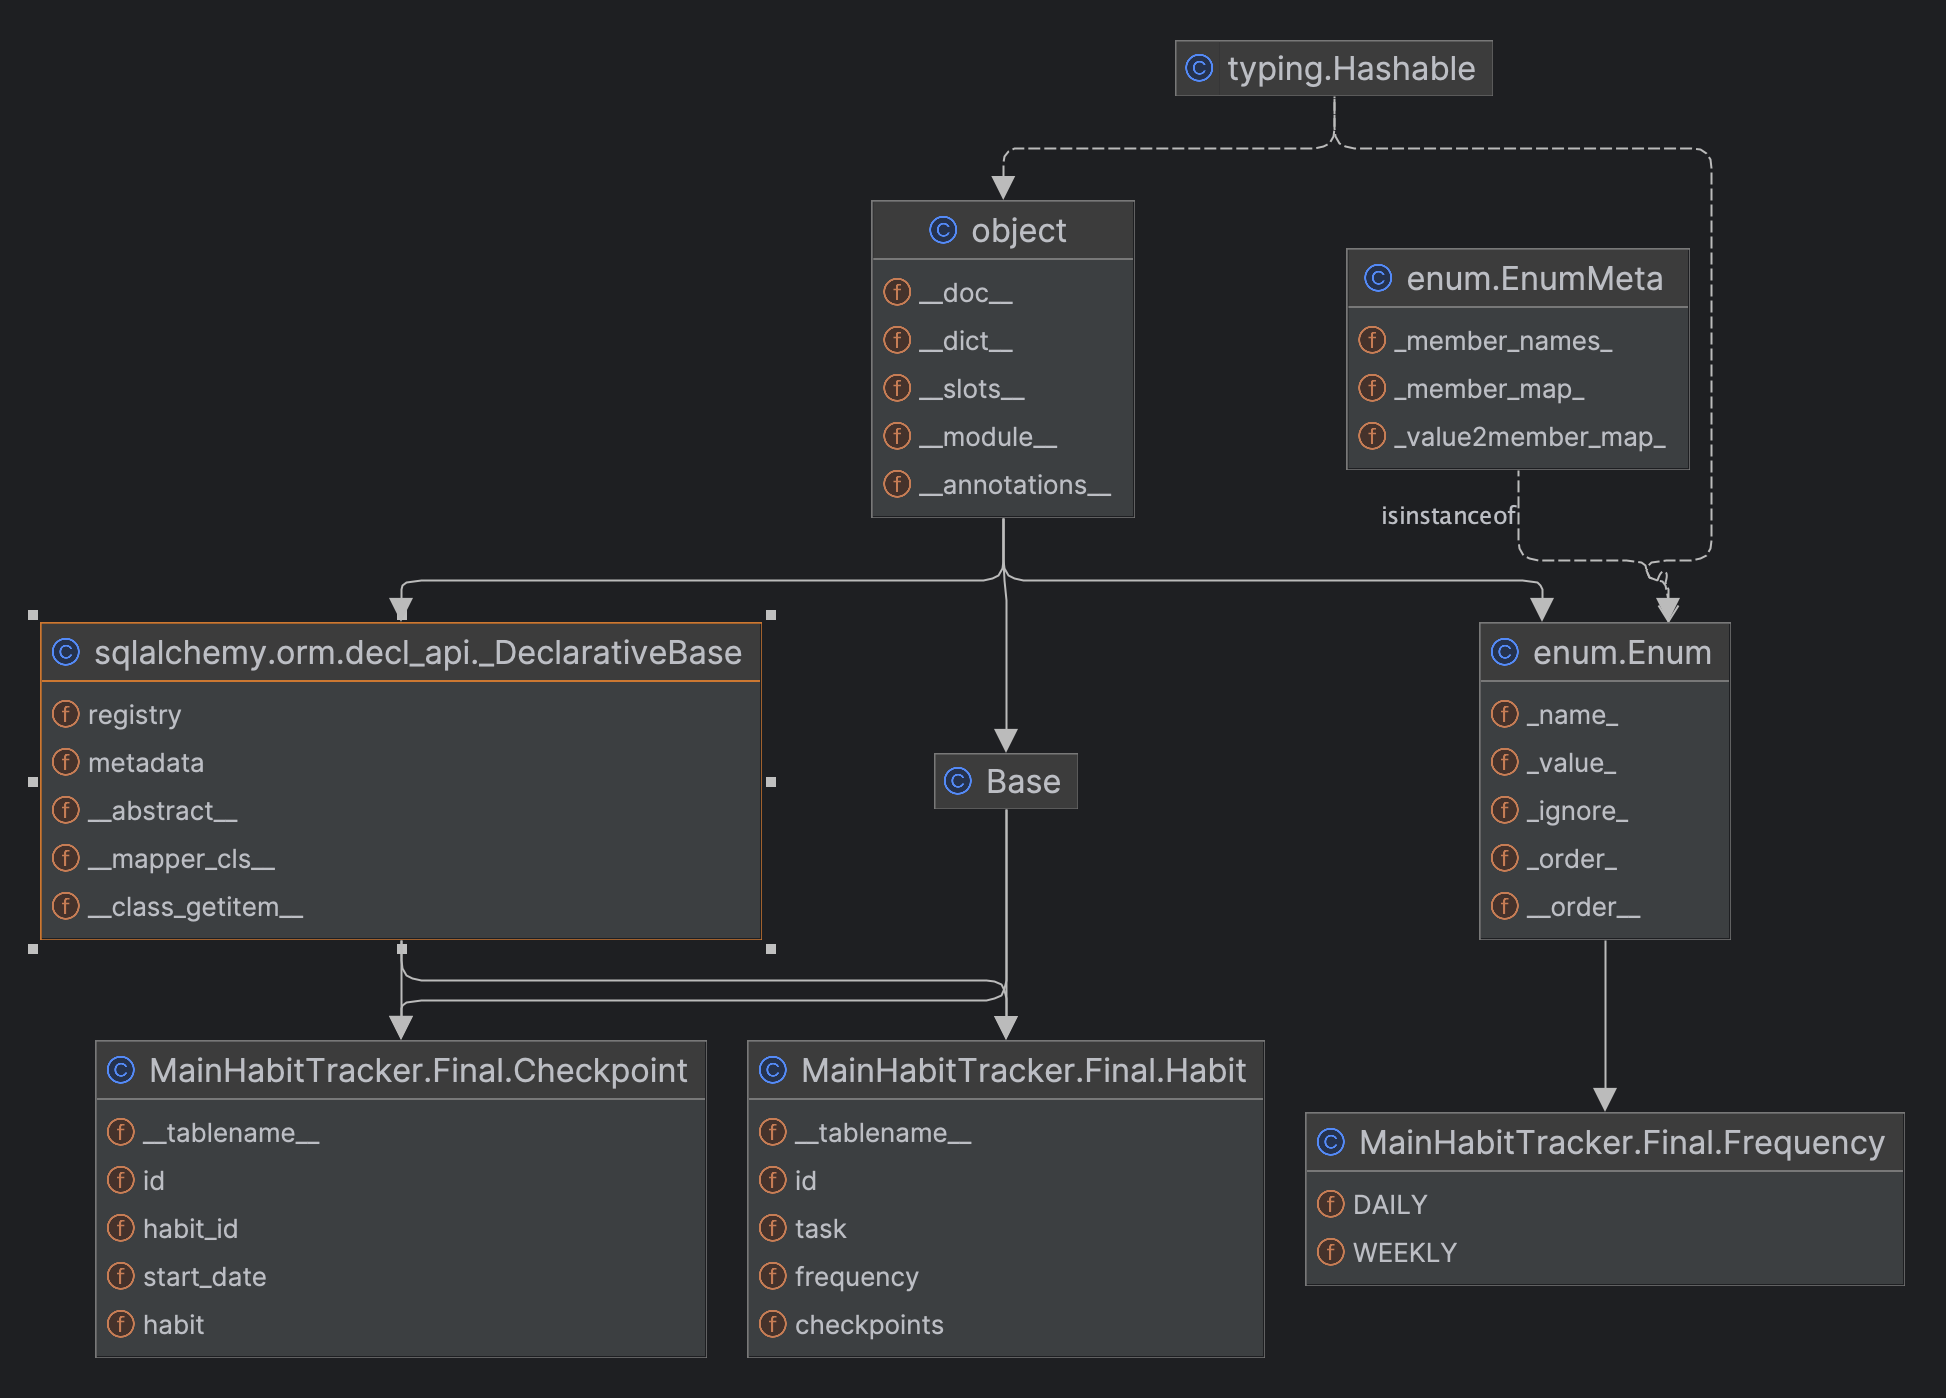 typing.Hashable
object
__doc__
__dict__
__slots__
__module__
__annotations__
enum.EnumMeta
_member_names_
_member_map_
_value2member_map_
isinstanceof
sqlalchemy.orm.decl_api._DeclarativeBase
registry
metadata
__abstract__
__mapper_cls__
__class_getitem__
Base
enum.Enum
_name_
_value_
_ignore_
_order_
__order__
MainHabitTracker.Final.Checkpoint
__tablename__
id
habit_id
start_date
habit
MainHabitTracker.Final.Habit
__tablename__
id
task
frequency
checkpoints
MainHabitTracker.Final.Frequency
DAILY
WEEKLY